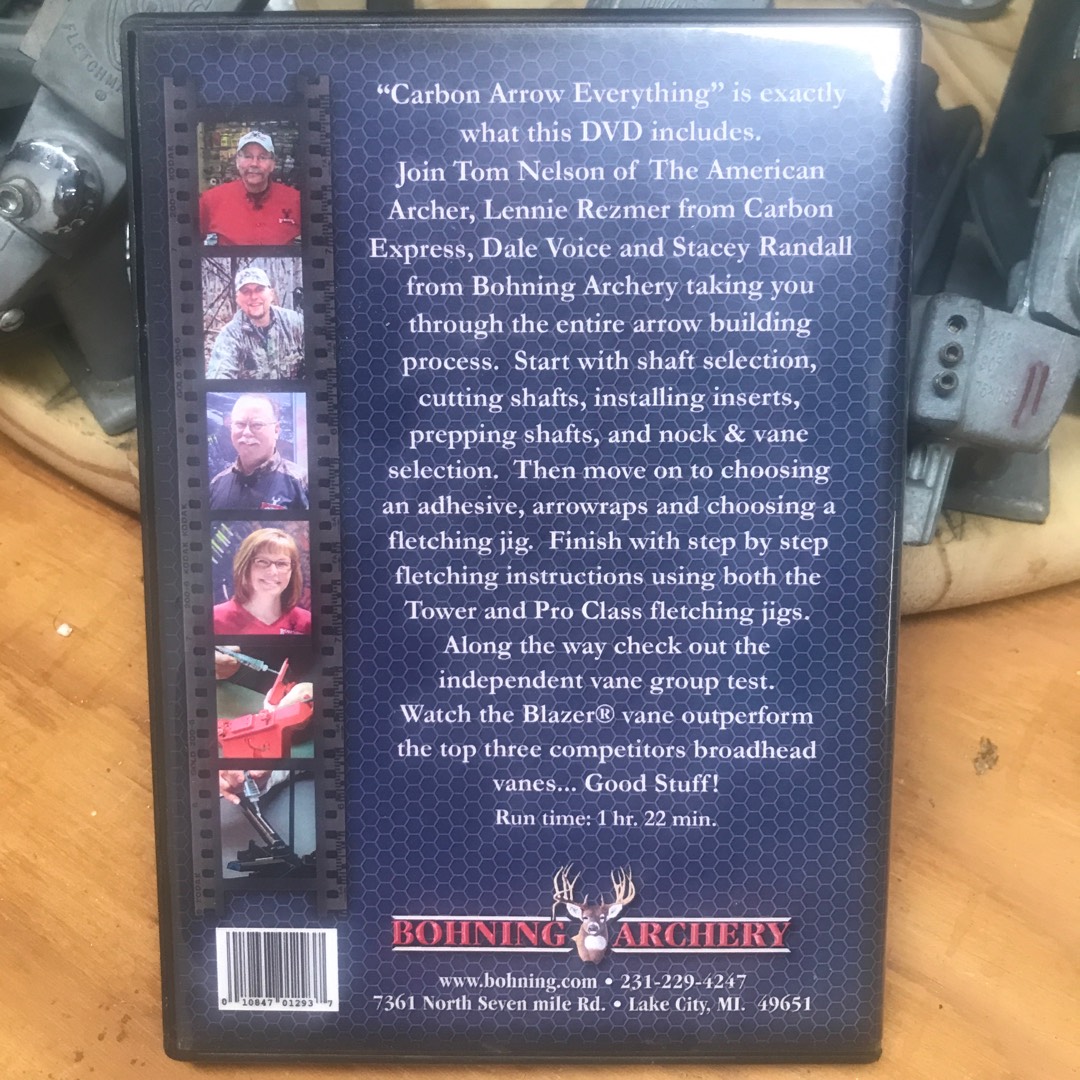 FLETCHM
“Carbon Arrow Everything” is exactly
what this DVD includes.
Join Tom Nelson of The American
Archer, Lennie Rezmer from Carbon
Express, Dale Voice and Stacey Randall
from Bohning Archery taking you
through the entire arrow building
process. Start with shaft selection,
cutting shafts, installing inserts,
prepping shafts, and nock & vane
selection. Then move on to choosing
an adhesive, arrowraps and choosing a
fletching jig. Finish with step by step
fletching instructions using both the
Tower and Pro Class fletching jigs.
Along the way check out the
independent vane group test.
Watch the Blazer® vane outperform
the top three competitors broadhead
vanes... Good Stuff!
Run time: 1 hr. 22 min.
BOHNING ARCHERY
www.bohning.com • 231-229-4247
7361 North Seven mile Rd. • Lake City, MI. 49651
0 10847 01293 7